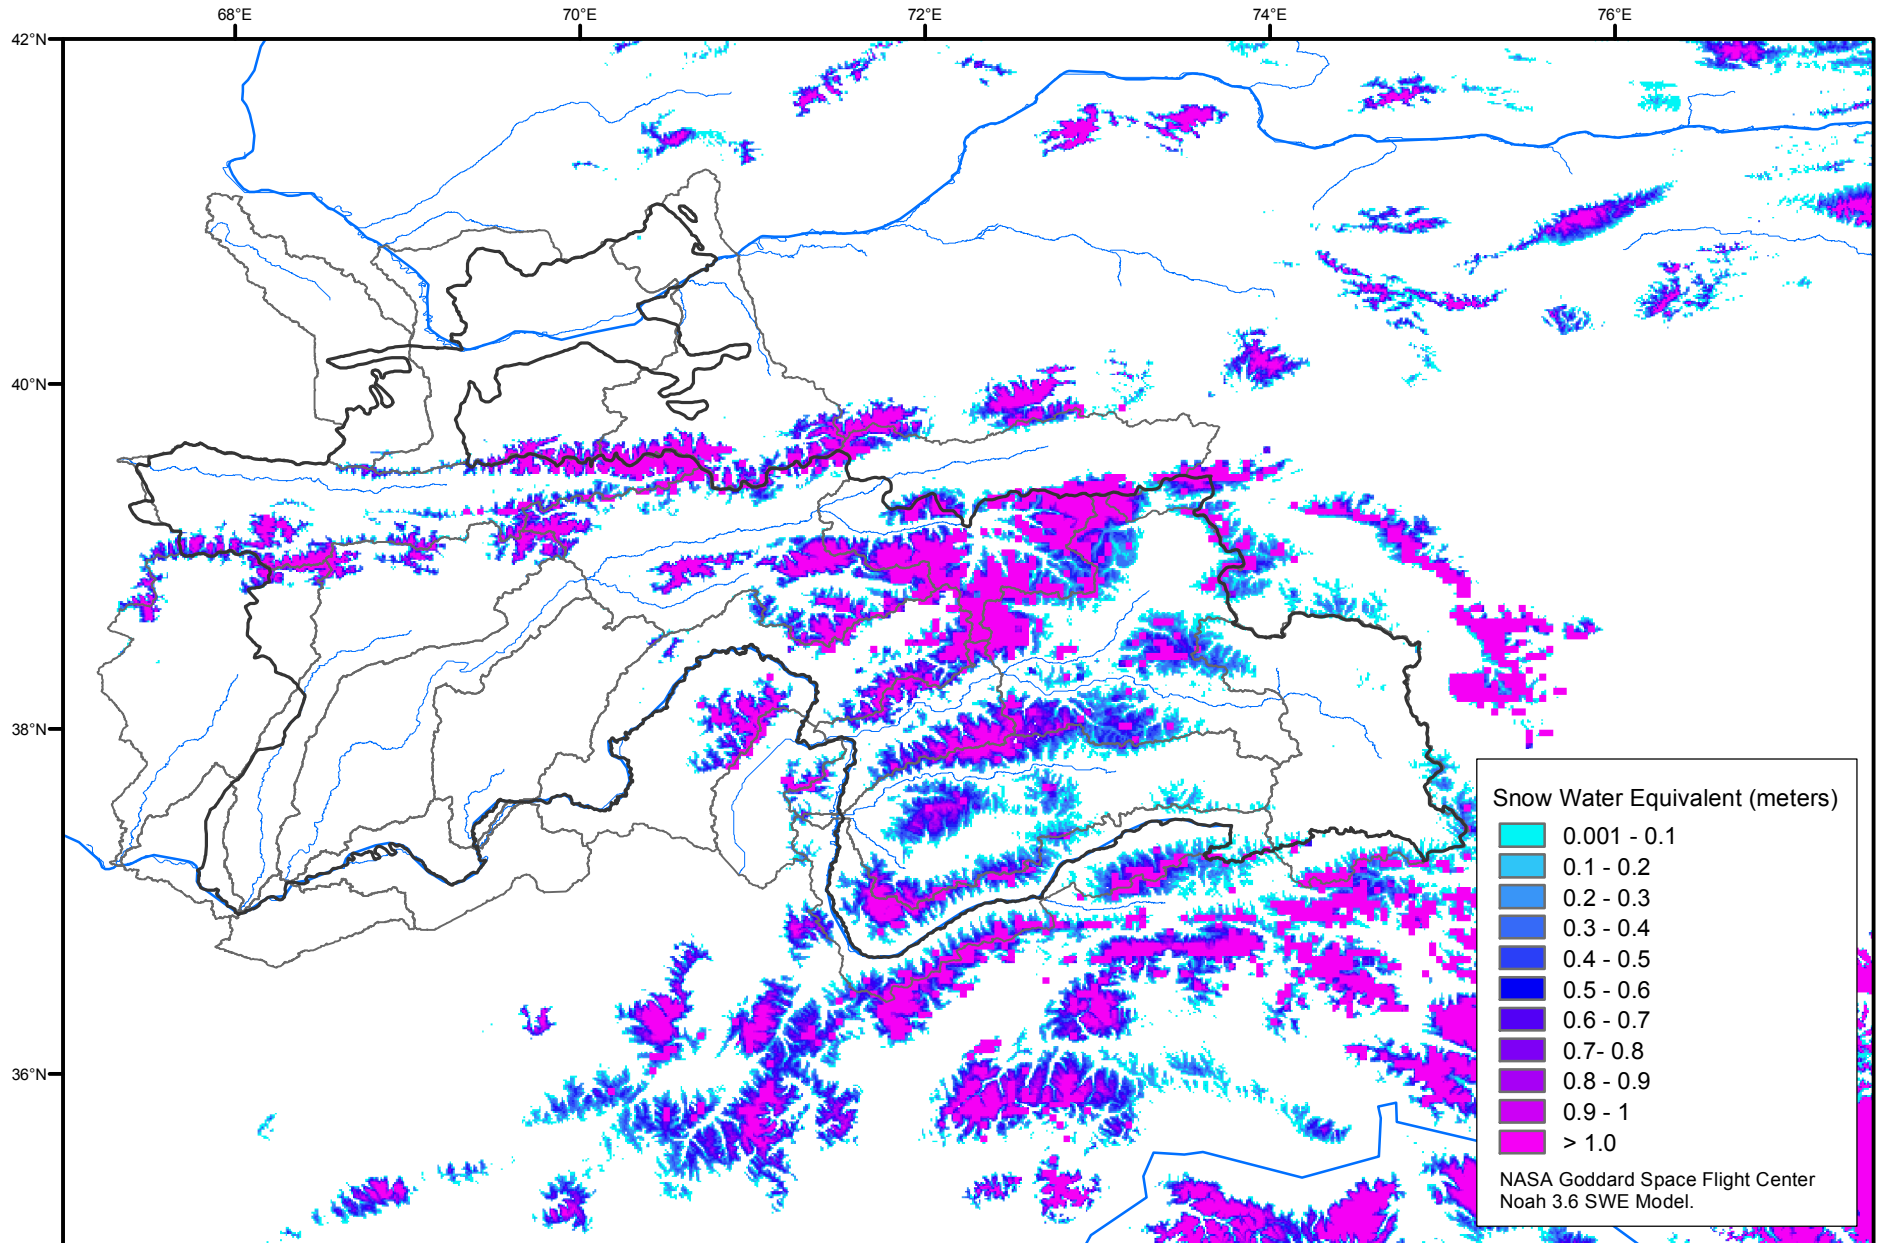 68°E 70°E 72°E 74°E 76°E
42°N
40°N
38°N
36°N
Snow Water Equivalent (meters)
0.001 - 0.1
0.1 - 0.2
0.2 - 0.3
0.3 - 0.4
0.4 - 0.5
0.5 - 0.6
0.6 - 0.7
0.7- 0.8
0.8 - 0.9
0.9 - 1
> 1.0
NASA Goddard Space Flight Center
Noah 3.6 SWE Model.